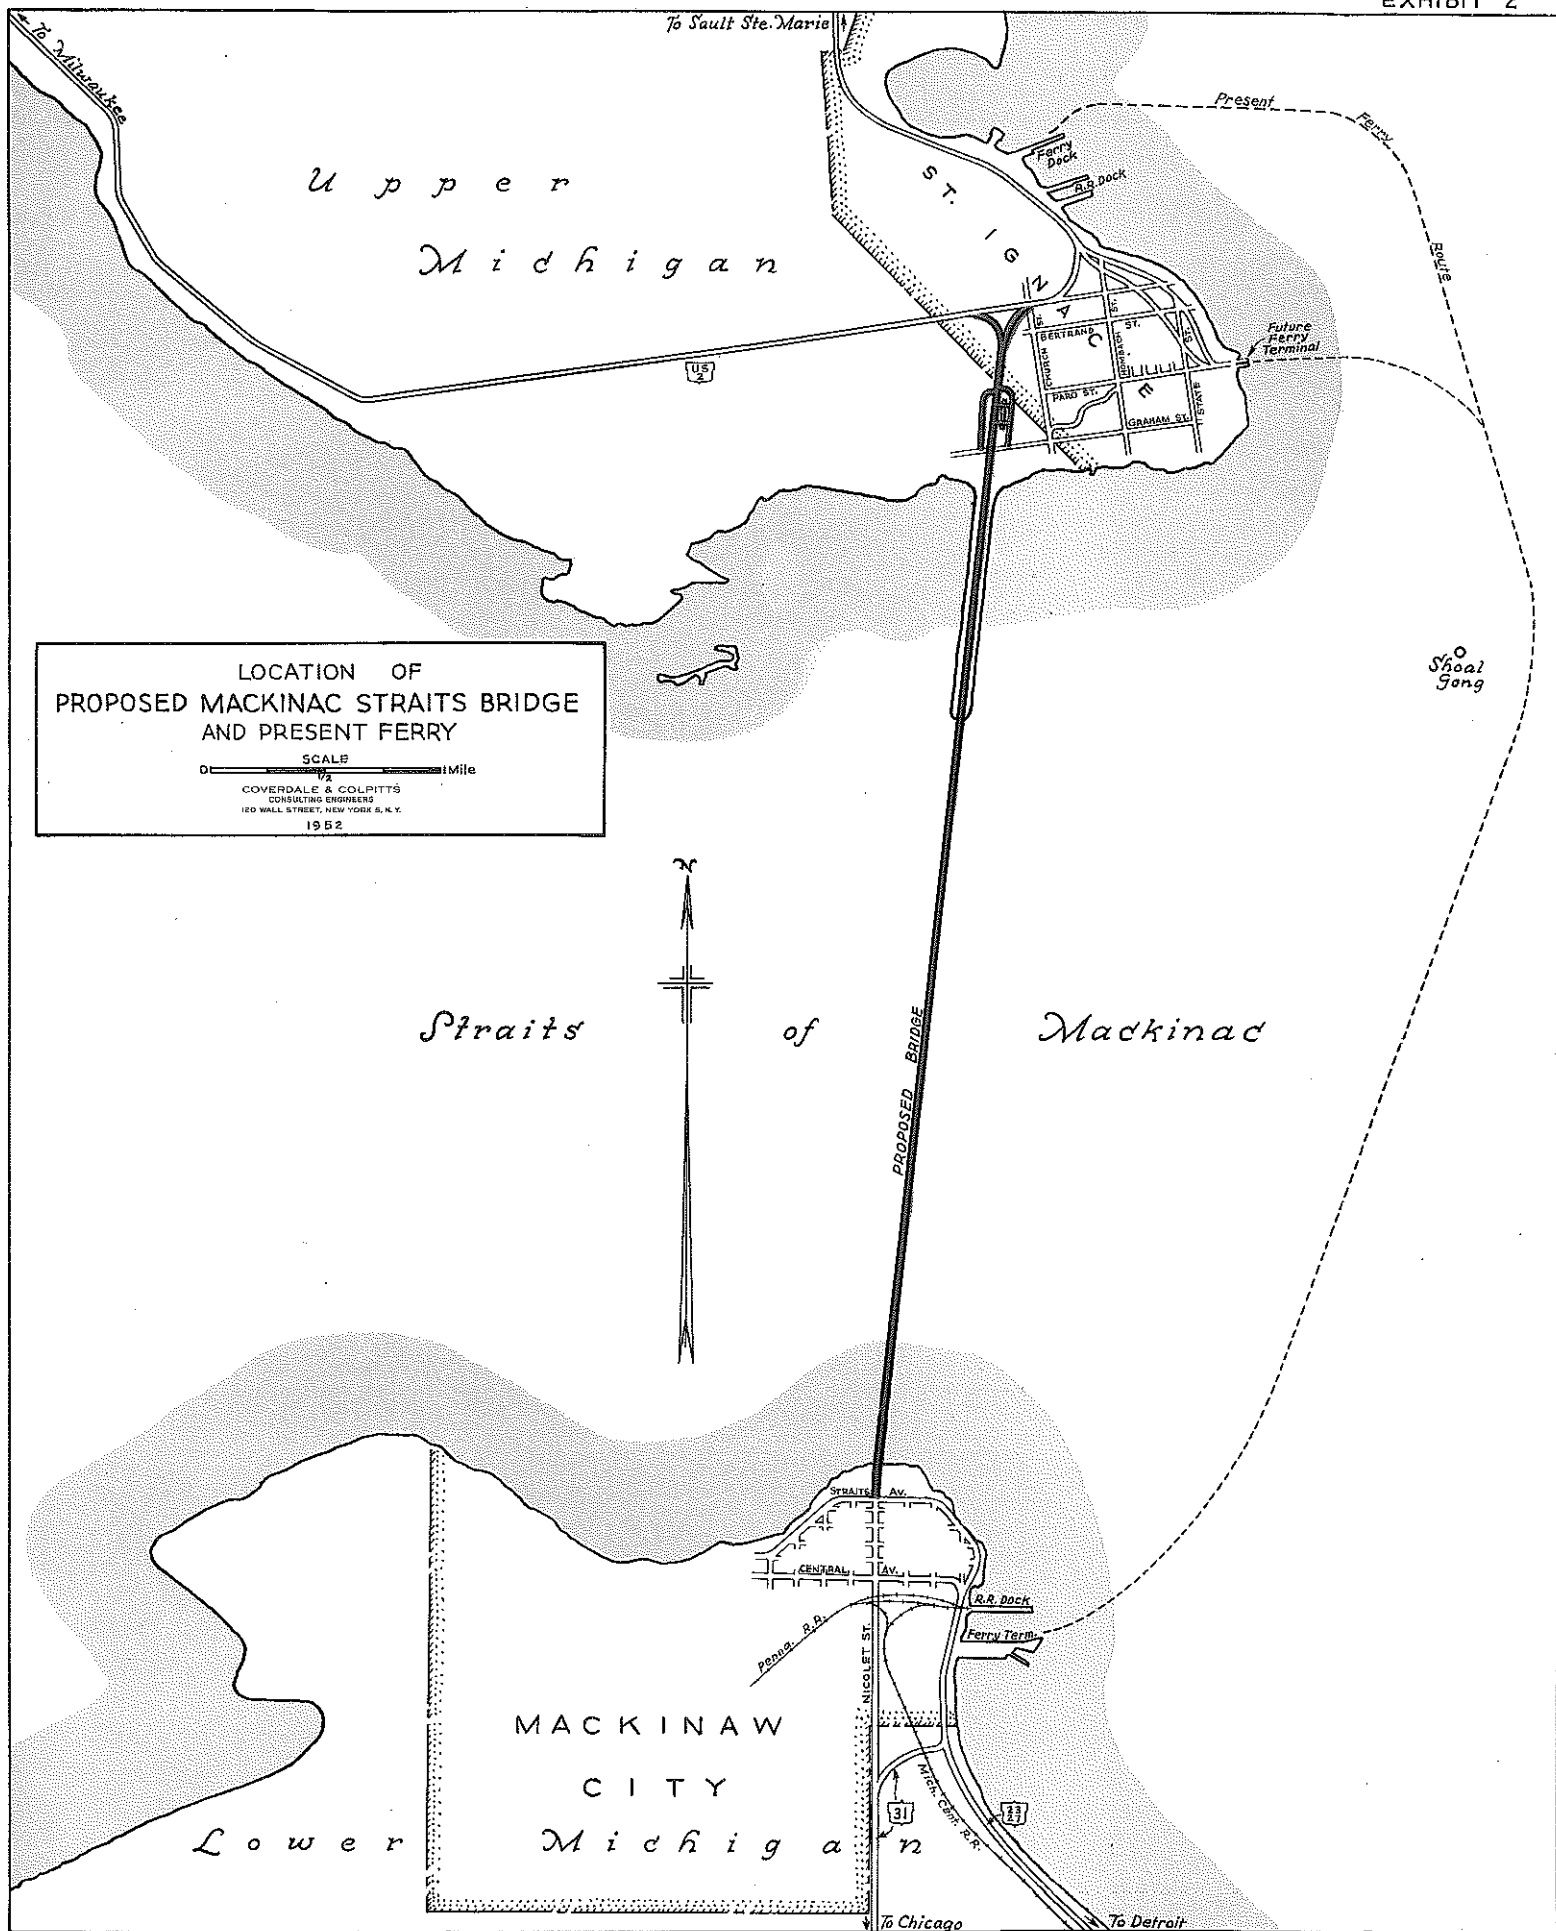 EXHIBIT 2
To Sault Ste. Marie
To Milwaukee
Present
Ferry
Route
Ferry
Dock
R.R. Dock
Upper
Michigan
ST. IGNACE
Future
Ferry
Terminal
BERTRAND ST.
ST.
CHURCH
ST.
ST.
US
2
PARO ST.
STATE
GRAHAM ST.
Shoal
Gong
LOCATION OF
PROPOSED MACKINAC STRAITS BRIDGE
AND PRESENT FERRY
SCALE
0 1/2 1 Mile
COVERDALE & COLPITTS
CONSULTING ENGINEERS
120 WALL STREET, NEW YORK 5, N.Y.
1952
N
Straits of Mackinac
PROPOSED BRIDGE
STRAITS AV.
CENTRAL AV.
R.R. Dock
Ferry Term.
Penna. R.R.
NICOLET ST.
MACKINAW
CITY
Mich. Cent. R.R.
31
23
27
Lower Michigan
To Chicago
To Detroit